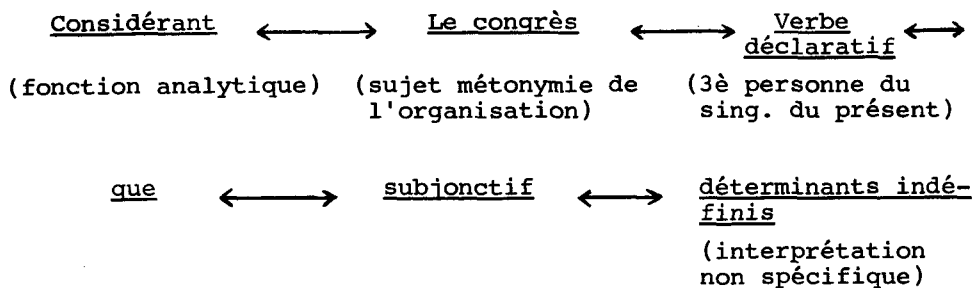 Considérant ⟷ Le congrès ⟷ Verbe déclaratif ⟷
(fonction analytique) (sujet métonymie de l'organisation) (3è personne du sing. du présent)
que ⟷ subjonctif ⟷ déterminants indé-
finis
(interprétation
non spécifique)